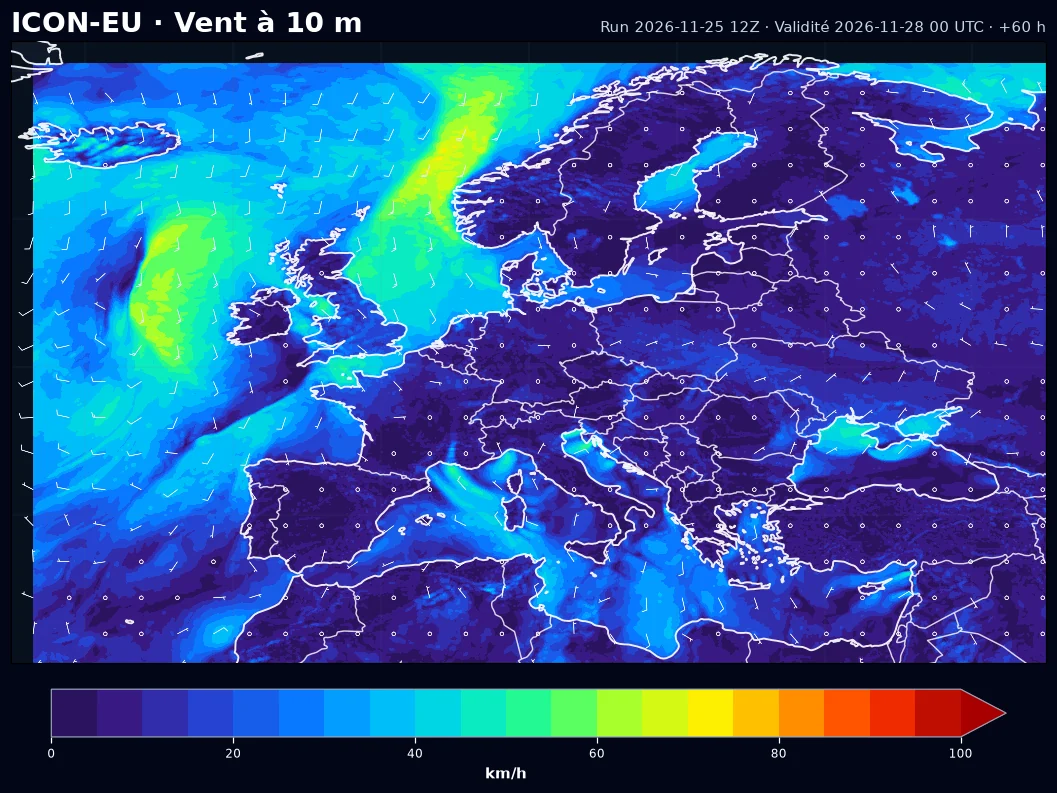 ICON-EU · Vent à 10 m
Run 2026-11-25 12Z · Validité 2026-11-28 00 UTC · +60 h
0 20 40 60 80 100
km/h